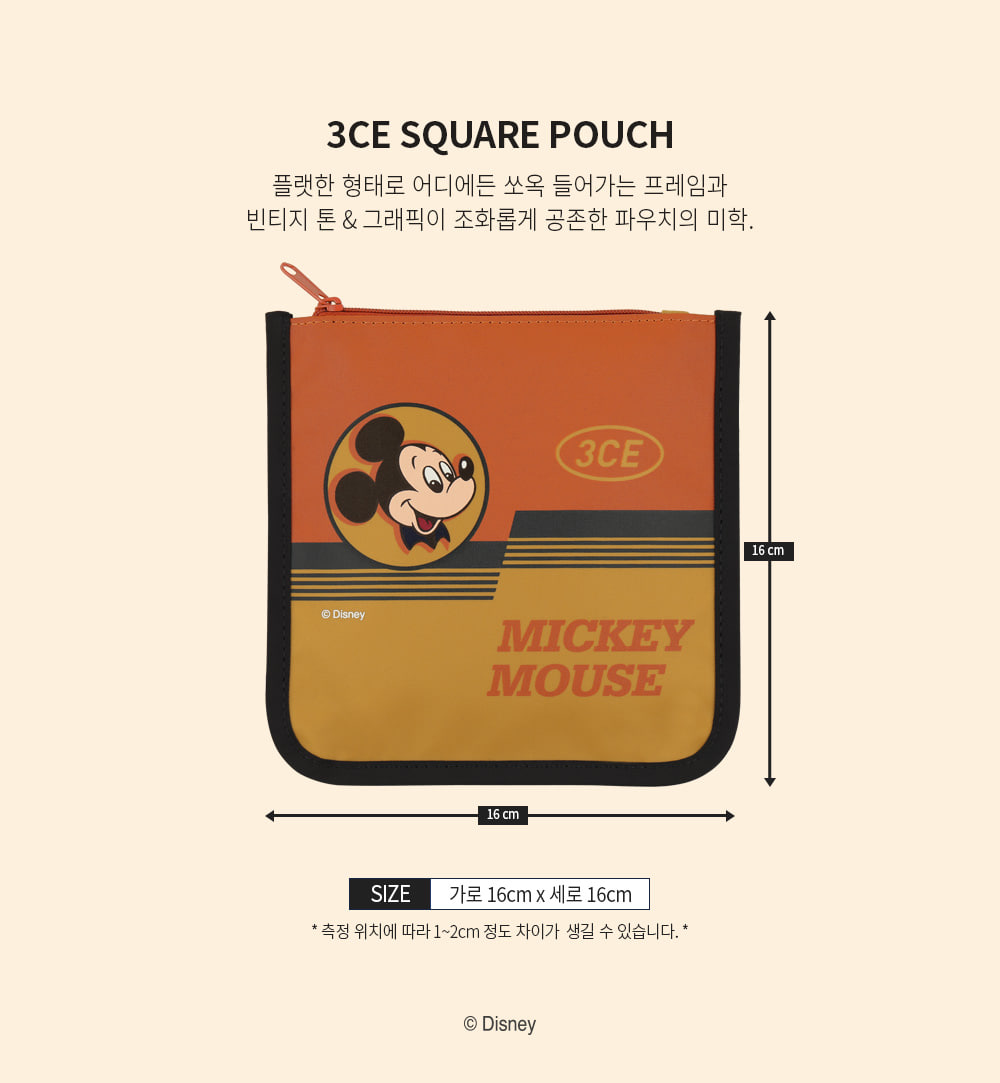 3CE SQUARE POUCH
플랫한 형태로 어디에든 쏘옥 들어가는 프레임과
빈티지 톤 & 그래픽이 조화롭게 공존한 파우치의 미학.
3CE
16 cm
© Disney
MICKEY
MOUSE
16 cm
SIZE 가로 16cm x 세로 16cm
* 측정 위치에 따라 1~2cm 정도 차이가 생길 수 있습니다. *
© Disney